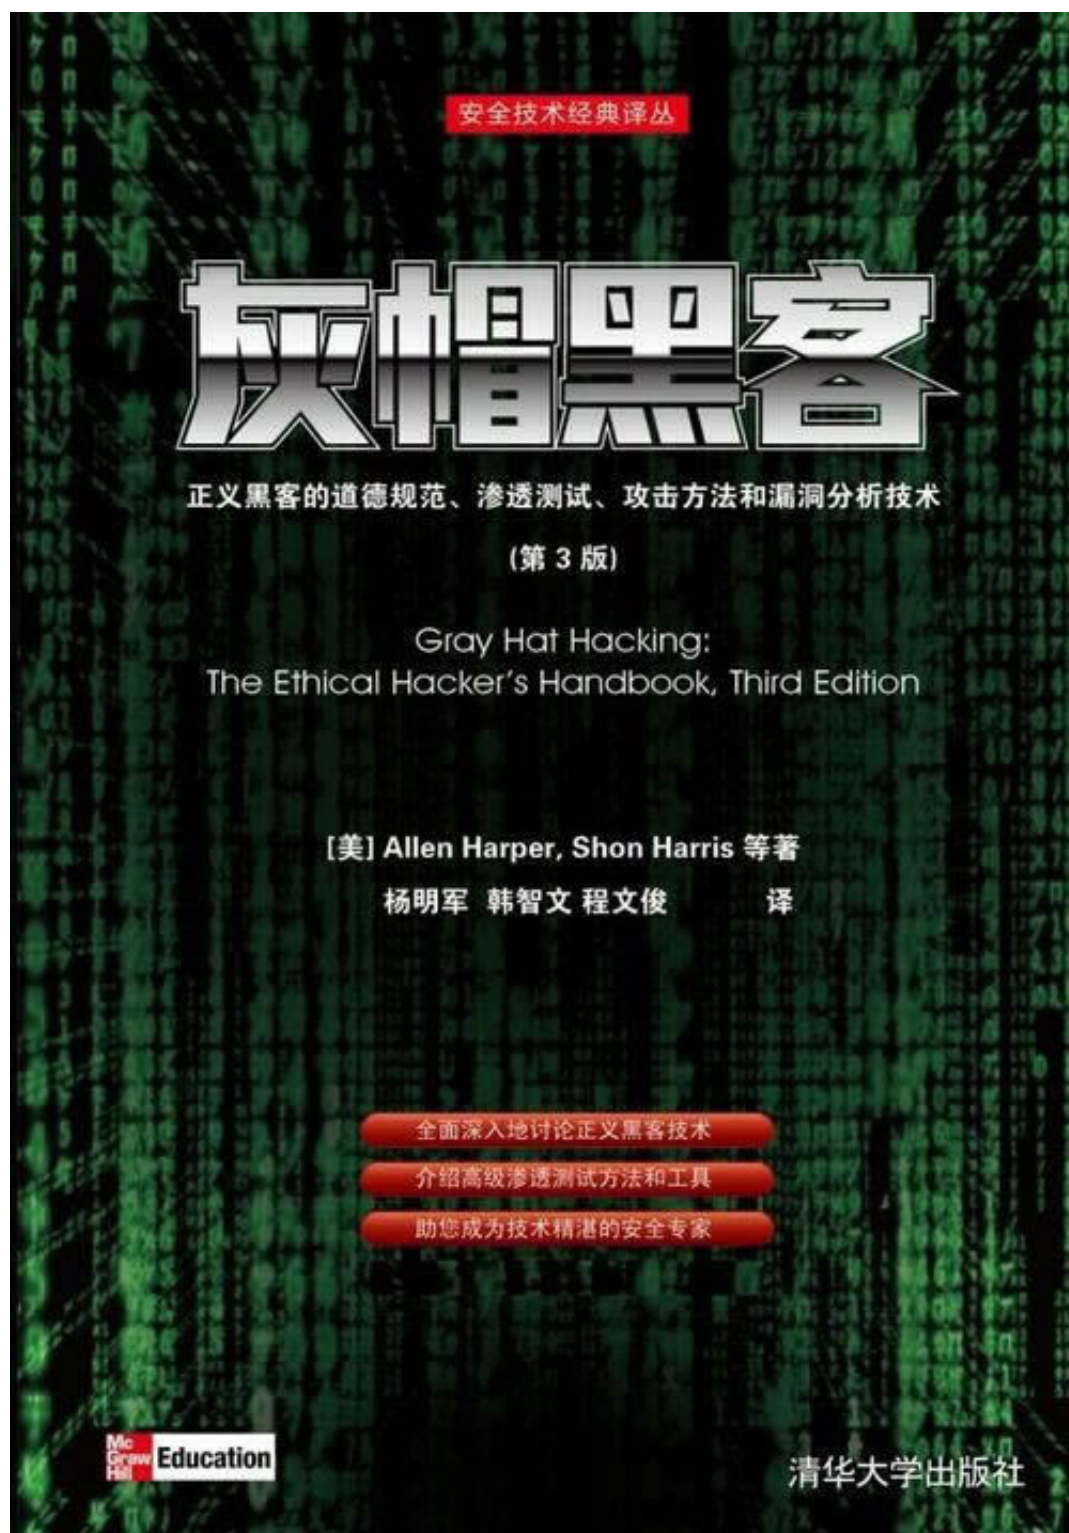 安全技术经典译丛
灰帽黑客
正义黑客的道德规范、渗透测试、攻击方法和漏洞分析技术
(第 3 版)
Gray Hat Hacking:
The Ethical Hacker's Handbook, Third Edition
[美] Allen Harper, Shon Harris 等著
杨明军 韩智文 程文俊 译
全面深入地讨论正义黑客技术
介绍高级渗透测试方法和工具
助您成为技术精湛的安全专家
Mc
Graw
Hill
Education
清华大学出版社